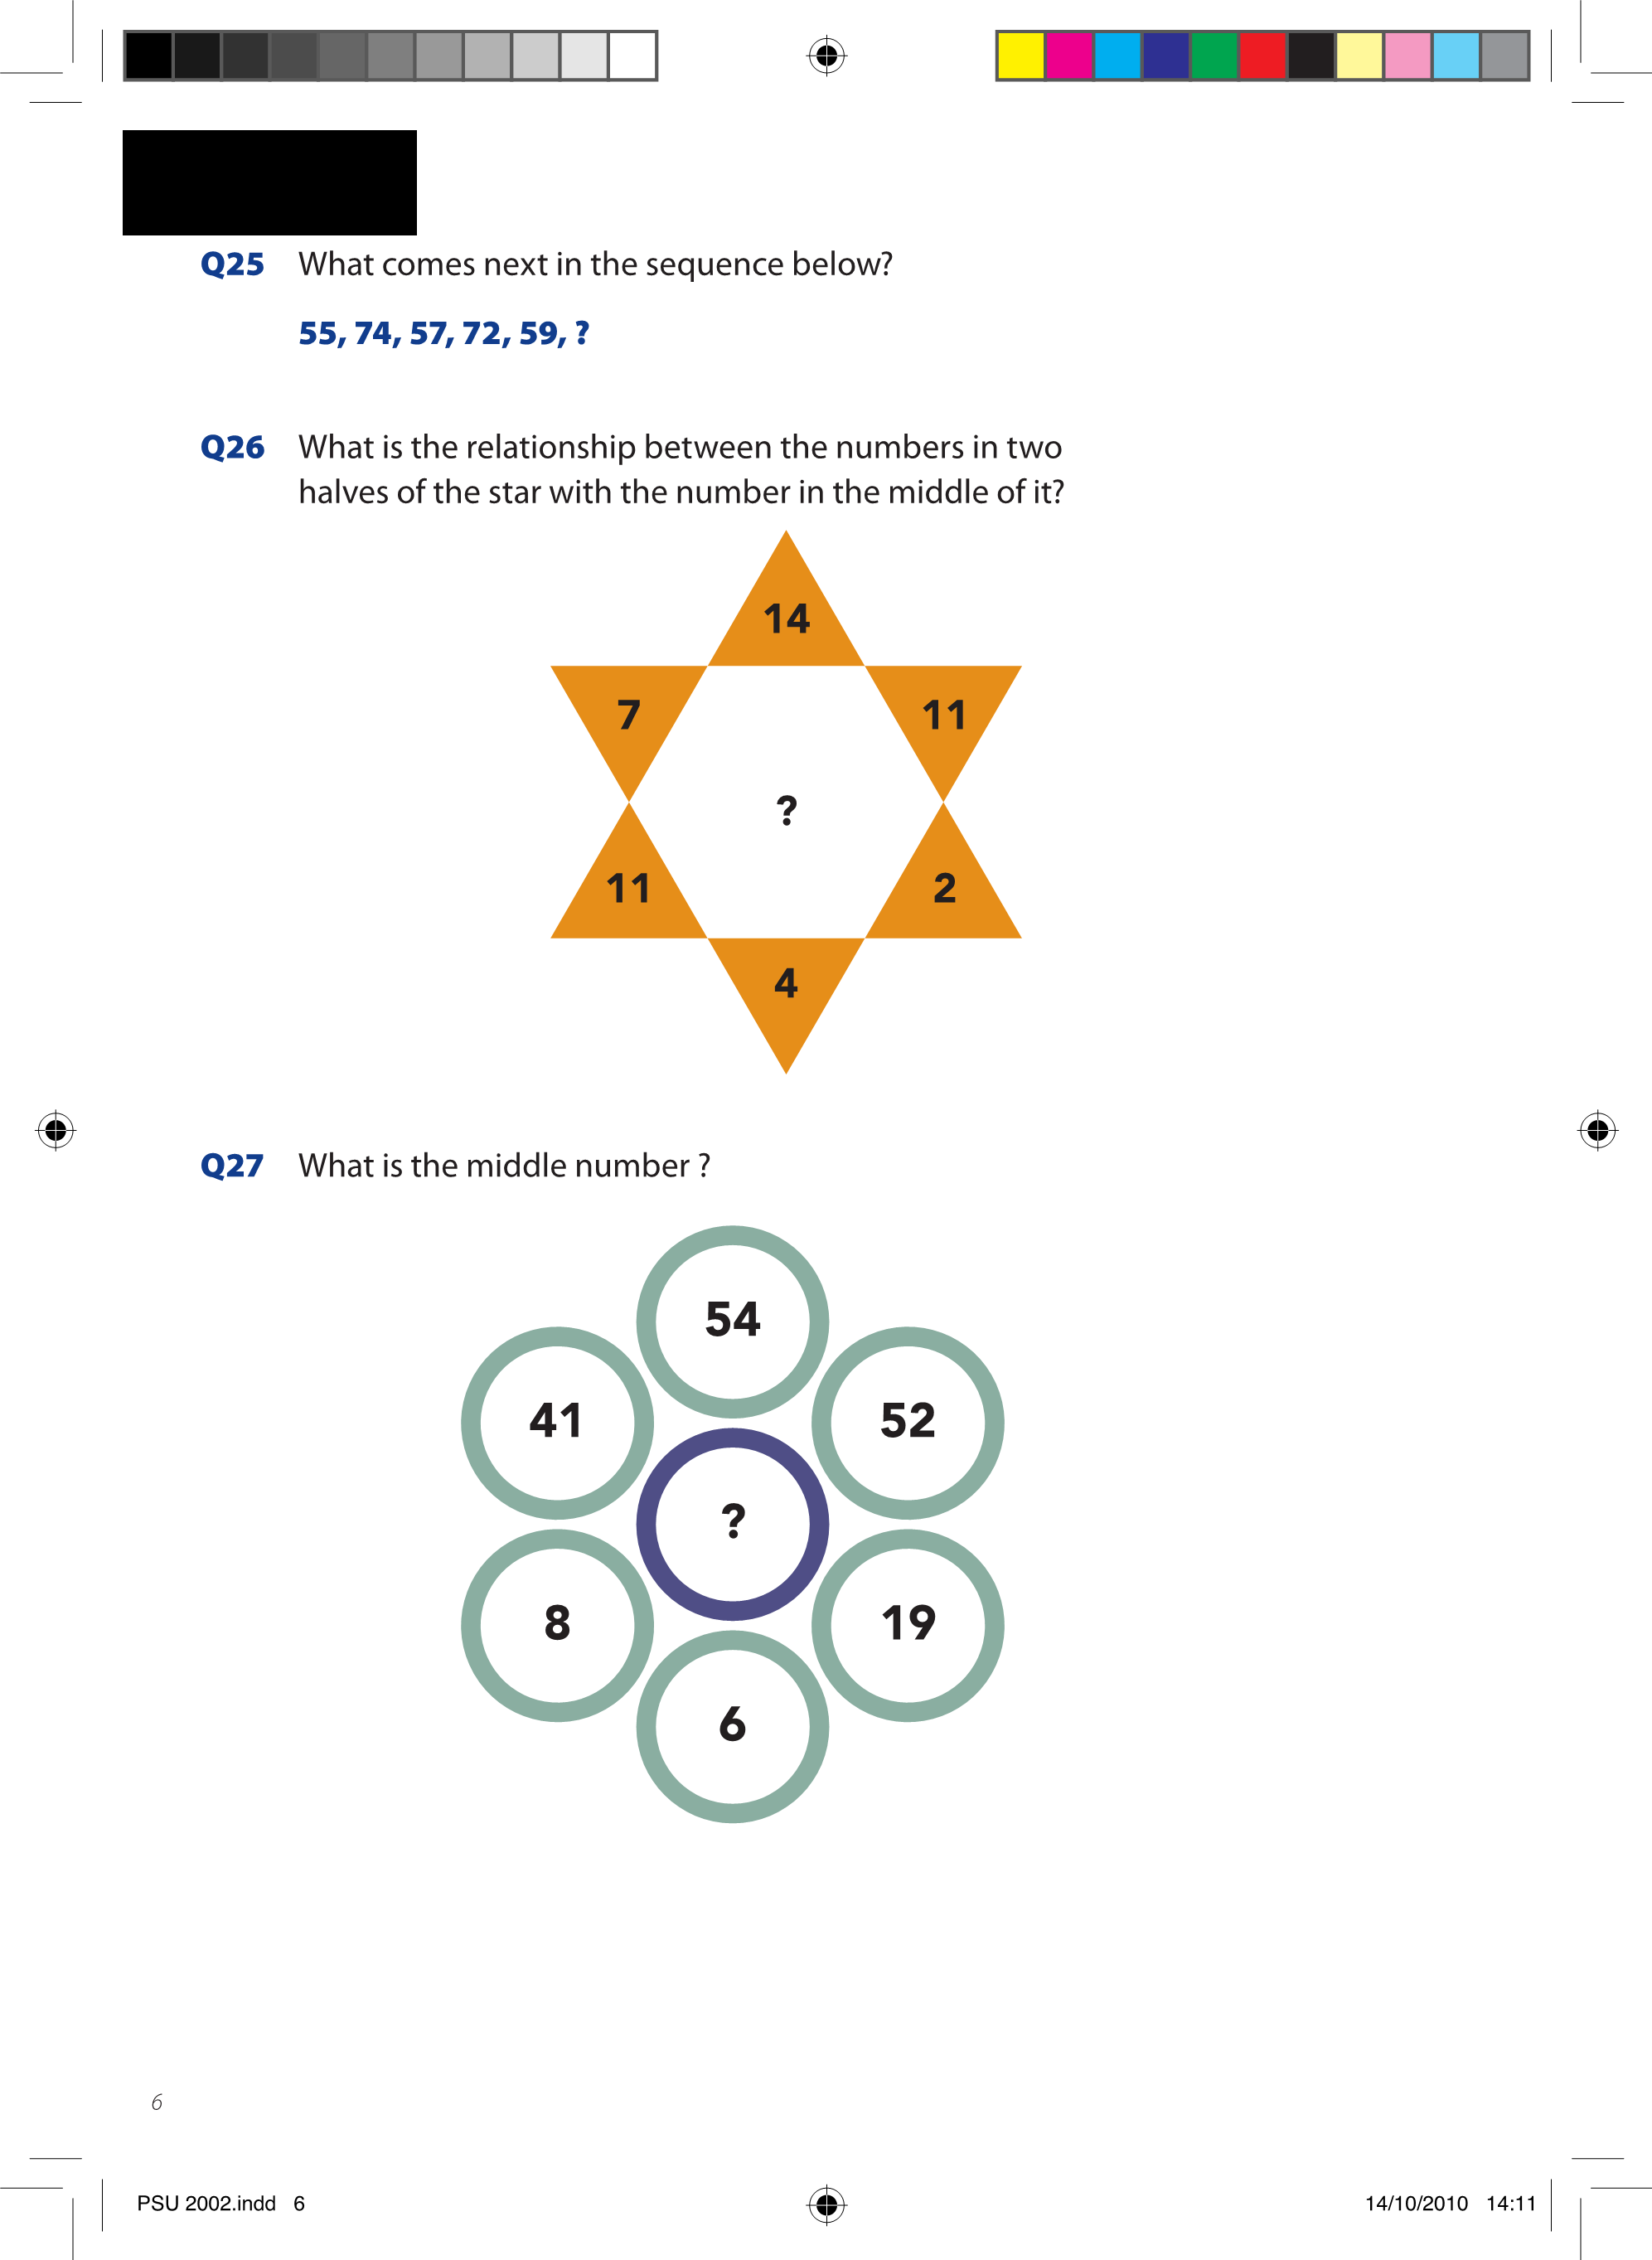 Q25 What comes next in the sequence below?
55, 74, 57, 72, 59, ?
Q26 What is the relationship between the numbers in two
halves of the star with the number in the middle of it?
14
7 11
?
11 2
4
Q27 What is the middle number ?
54
41 52
?
8 19
6
6
PSU 2002.indd 6 14/10/2010 14:11